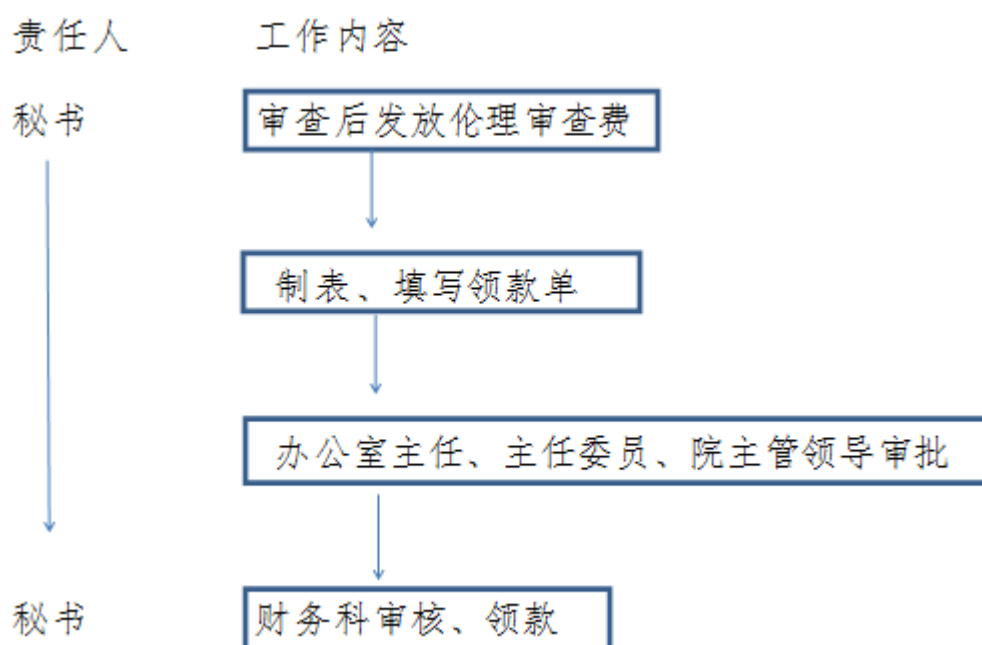 责任人 工作内容
秘书 审查后发放伦理审查费
制表、填写领款单
办公室主任、主任委员、院主管领导审批
秘书 财务科审核、领款